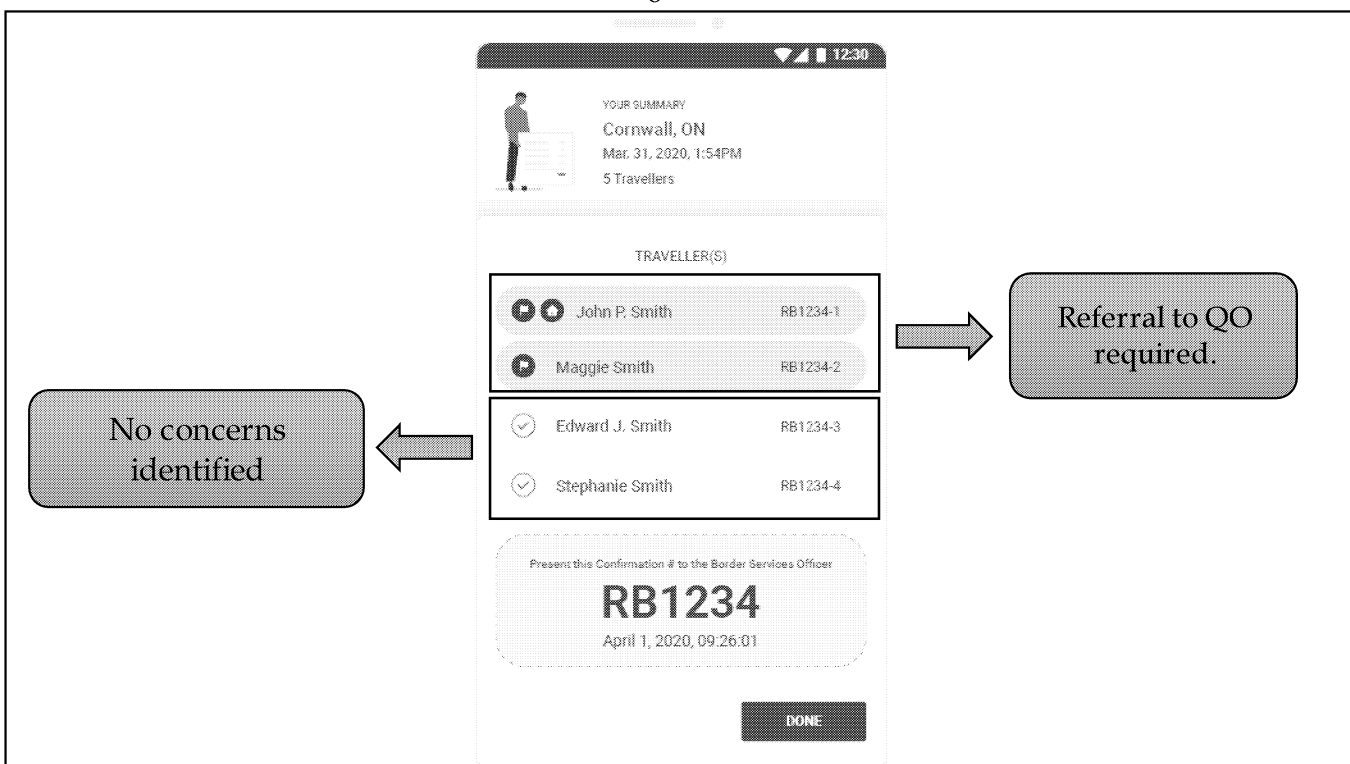 12:30
YOUR SUMMARY
Cornwall, ON
Mar. 31, 2020, 1:54PM
5 Travellers
TRAVELLER(S)
John P. Smith RB1234-1
Maggie Smith RB1234-2
Referral to QO
required.
Edward J. Smith RB1234-3
Stephanie Smith RB1234-4
No concerns
identified
Present this Confirmation # to the Border Services Officer
RB1234
April 1, 2020, 09:26:01
DONE